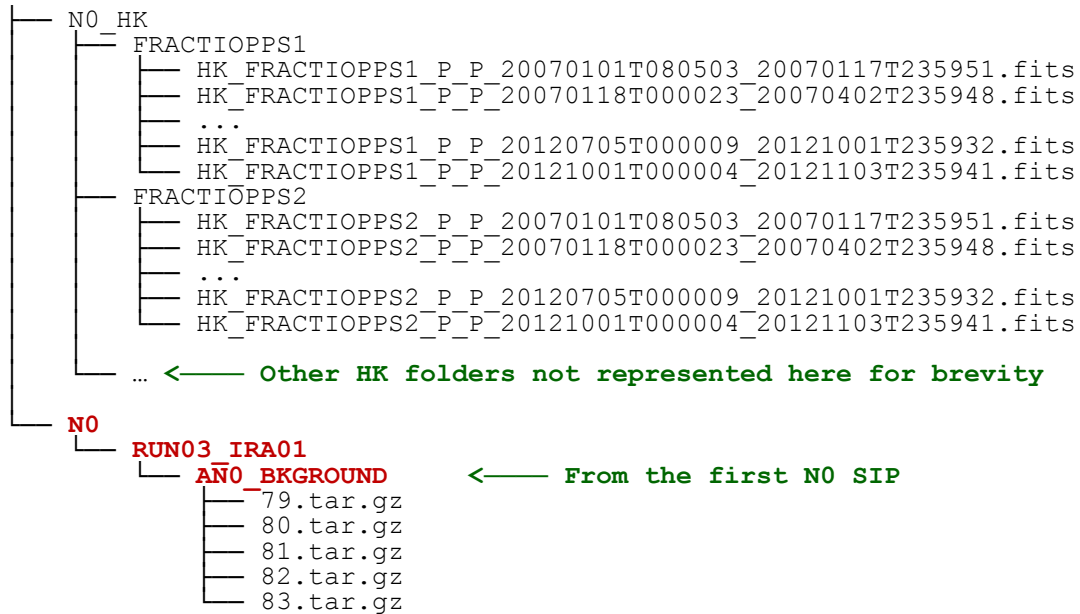 N0_HK
FRACTIOPPS1
HK_FRACTIOPPS1_P_P_20070101T080503_20070117T235951.fits
HK_FRACTIOPPS1_P_P_20070118T000023_20070402T235948.fits
...
HK_FRACTIOPPS1_P_P_20120705T000009_20121001T235932.fits
HK_FRACTIOPPS1_P_P_20121001T000004_20121103T235941.fits
FRACTIOPPS2
HK_FRACTIOPPS2_P_P_20070101T080503_20070117T235951.fits
HK_FRACTIOPPS2_P_P_20070118T000023_20070402T235948.fits
...
HK_FRACTIOPPS2_P_P_20120705T000009_20121001T235932.fits
HK_FRACTIOPPS2_P_P_20121001T000004_20121103T235941.fits
… Other HK folders not represented here for brevity
N0
RUN03_IRA01
AN0_BKGROUND From the first N0 SIP
79.tar.gz
80.tar.gz
81.tar.gz
82.tar.gz
83.tar.gz